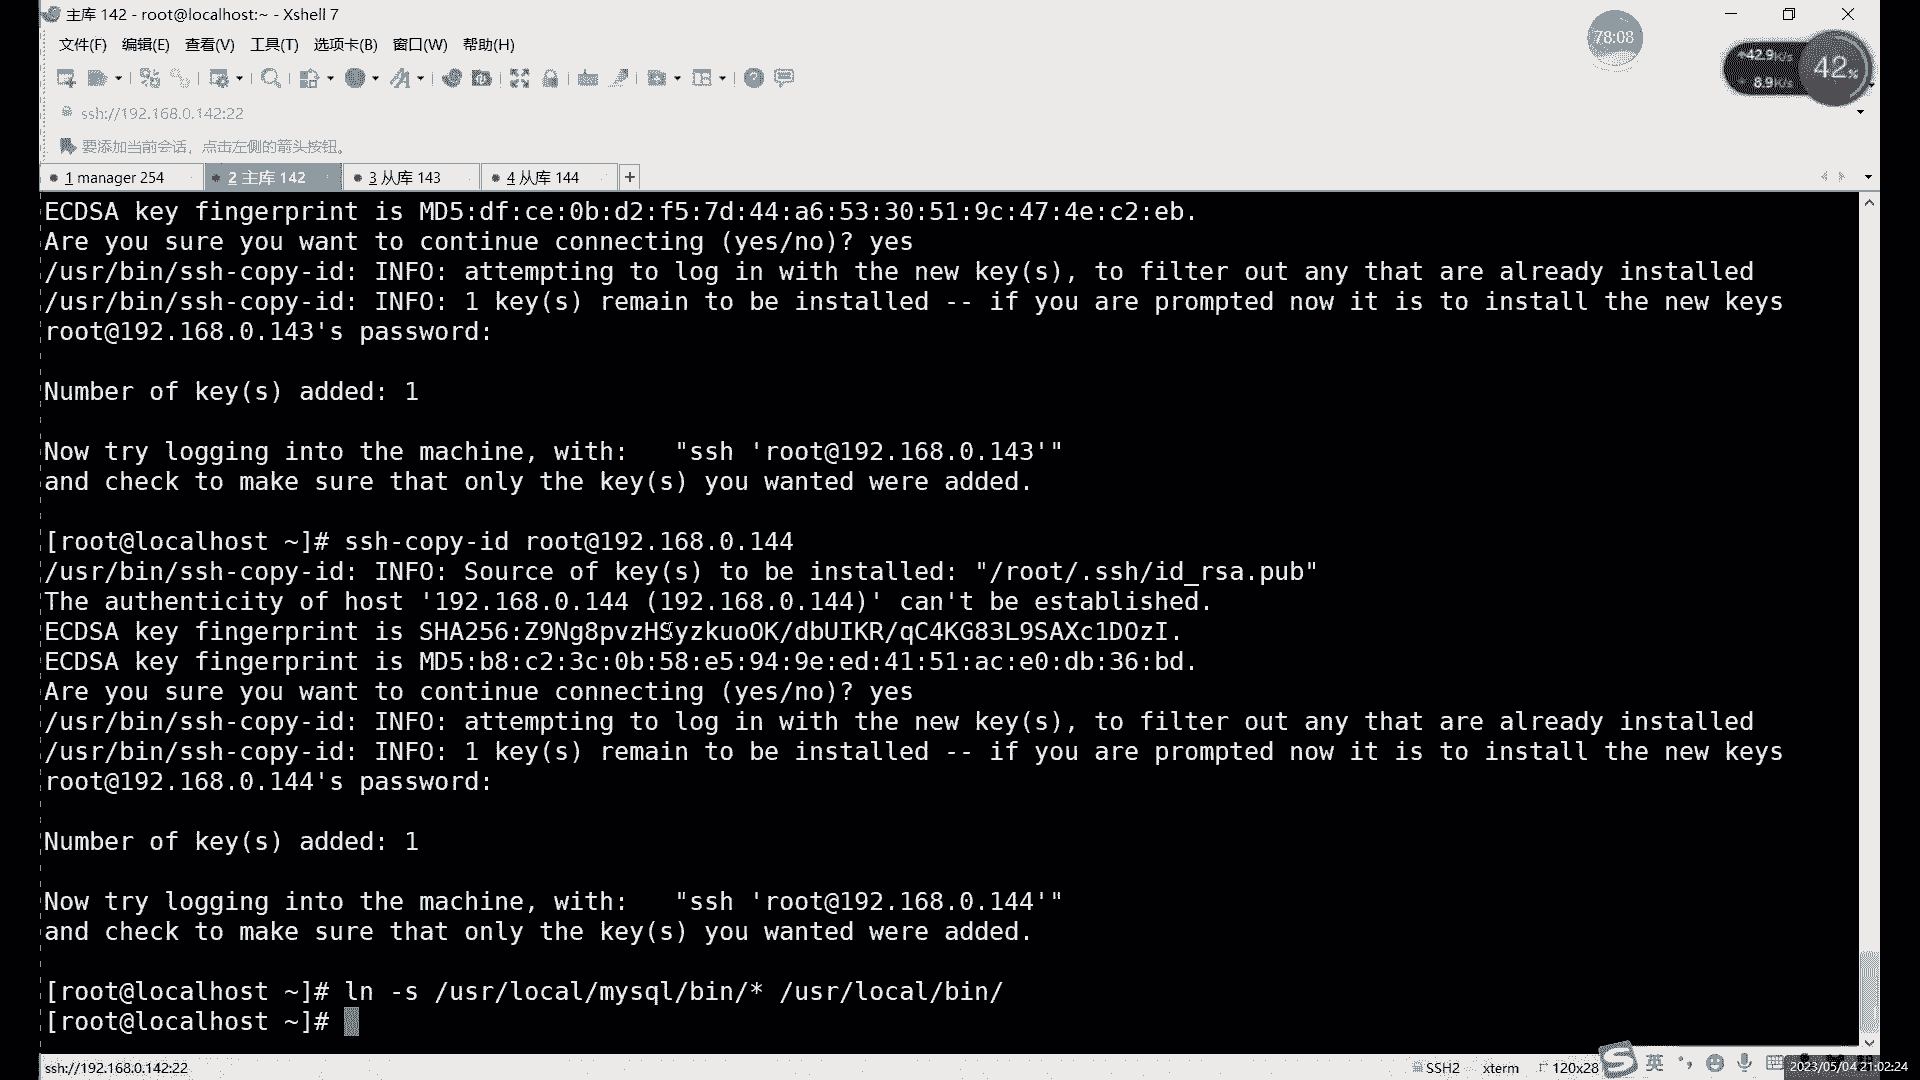 主库 142 - root@localhost:~ - Xshell 7
文件(F) 编辑(E) 查看(V) 工具(T) 选项卡(B) 窗口(W) 帮助(H)
78:08
42.9K/s
8.9K/s
42%
ssh://192.168.0.142:22
要添加当前会话，点击左侧的箭头按钮。
1 manager 254
2 主库 142
3 从库 143
4 从库 144
+
ECDSA key fingerprint is MD5:df:ce:0b:d2:f5:7d:44:a6:53:30:51:9c:47:4e:c2:eb.
Are you sure you want to continue connecting (yes/no)? yes
/usr/bin/ssh-copy-id: INFO: attempting to log in with the new key(s), to filter out any that are already installed
/usr/bin/ssh-copy-id: INFO: 1 key(s) remain to be installed -- if you are prompted now it is to install the new keys
root@192.168.0.143's password:
Number of key(s) added: 1
Now try logging into the machine, with:   "ssh 'root@192.168.0.143'"
and check to make sure that only the key(s) you wanted were added.
[root@localhost ~]# ssh-copy-id root@192.168.0.144
/usr/bin/ssh-copy-id: INFO: Source of key(s) to be installed: "/root/.ssh/id_rsa.pub"
The authenticity of host '192.168.0.144 (192.168.0.144)' can't be established.
ECDSA key fingerprint is SHA256:Z9Ng8pvzHSyzkuoOK/dbUIKR/qC4KG83L9SAXc1DOzI.
ECDSA key fingerprint is MD5:b8:c2:3c:0b:58:e5:94:9e:ed:41:51:ac:e0:db:36:bd.
Are you sure you want to continue connecting (yes/no)? yes
/usr/bin/ssh-copy-id: INFO: attempting to log in with the new key(s), to filter out any that are already installed
/usr/bin/ssh-copy-id: INFO: 1 key(s) remain to be installed -- if you are prompted now it is to install the new keys
root@192.168.0.144's password:
Number of key(s) added: 1
Now try logging into the machine, with:   "ssh 'root@192.168.0.144'"
and check to make sure that only the key(s) you wanted were added.
[root@localhost ~]# ln -s /usr/local/mysql/bin/* /usr/local/bin/
[root@localhost ~]#
ssh://192.168.0.142:22
SSH2
xterm
120x28
英
2023/05/04 21:02:24